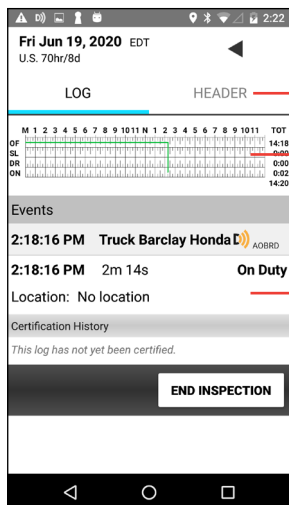 2:22
Fri Jun 19, 2020 EDT
U.S. 70hr/8d
LOG HEADER
M 1 2 3 4 5 6 7 8 9 10 11 N 1 2 3 4 5 6 7 8 9 10 11 TOT
OF 14:18
SL 0:00
DR 0:00
ON 0:02
14:20
Events
2:18:16 PM Truck Barclay Honda D AOBRD
2:18:16 PM 2m 14s On Duty
Location: No location
Certification History
This log has not yet been certified.
END INSPECTION